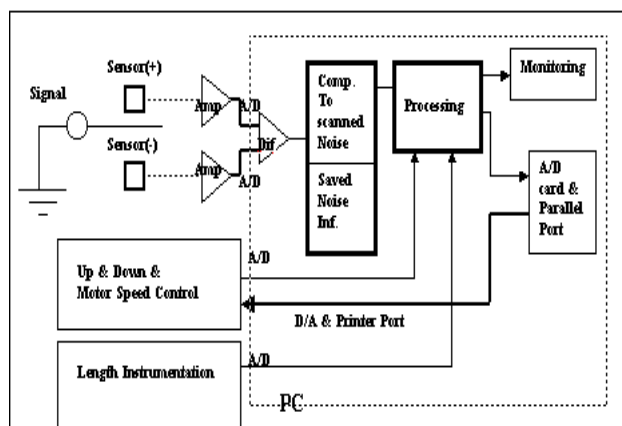 Sensor(+)
Signal
Amp
A/D
Sensor(-)
Amp
A/D
Dif
Comp.
To
scanned
Noise
Saved
Noise
Inf.
Processing
Monitoring
A/D
card &
Parallel
Port
Up & Down &
Motor Speed Control
A/D
D/A & Printer Port
Length Instrumentation
A/D
PC